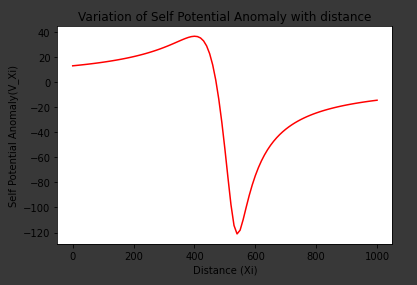 Variation of Self Potential Anomaly with distance
40
20
0
−20
−40
−60
−80
−100
−120
Self Potential Anomaly(V_Xi)
0 200 400 600 800 1000
Distance (Xi)